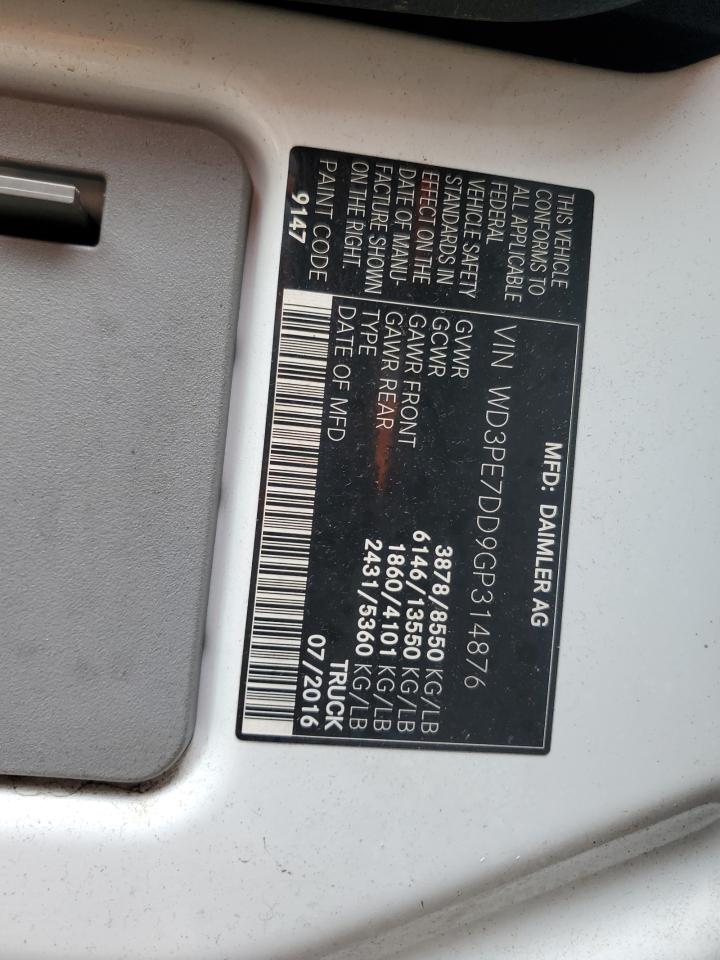 MFD: DAIMLER AG
VIN WD3PE7DD9GP314876
GVWR 3878/8550 KG/LB
GCWR 6146/13550 KG/LB
GAWR FRONT 1860/4101 KG/LB
GAWR REAR 2431/5360 KG/LB
TYPE TRUCK
DATE OF MFD 07/2016
THIS VEHICLE
CONFORMS TO
ALL APPLICABLE
FEDERAL
VEHICLE SAFETY
STANDARDS IN
EFFECT ON THE
DATE OF MANU-
FACTURE SHOWN
ON THE RIGHT.
PAINT CODE
9147